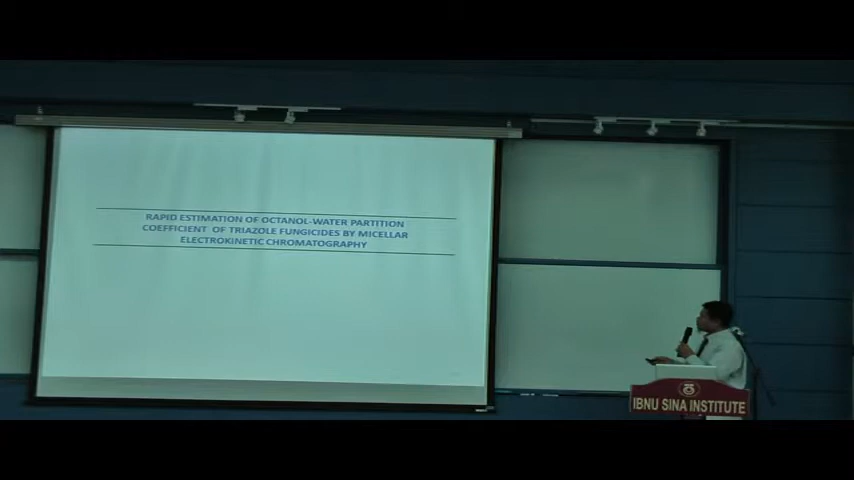 RAPID ESTIMATION OF OCTANOL-WATER PARTITION
COEFFICIENT OF TRIAZOLE FUNGICIDES BY MICELLAR
ELECTROKINETIC CHROMATOGRAPHY
IBNU SINA INSTITUTE